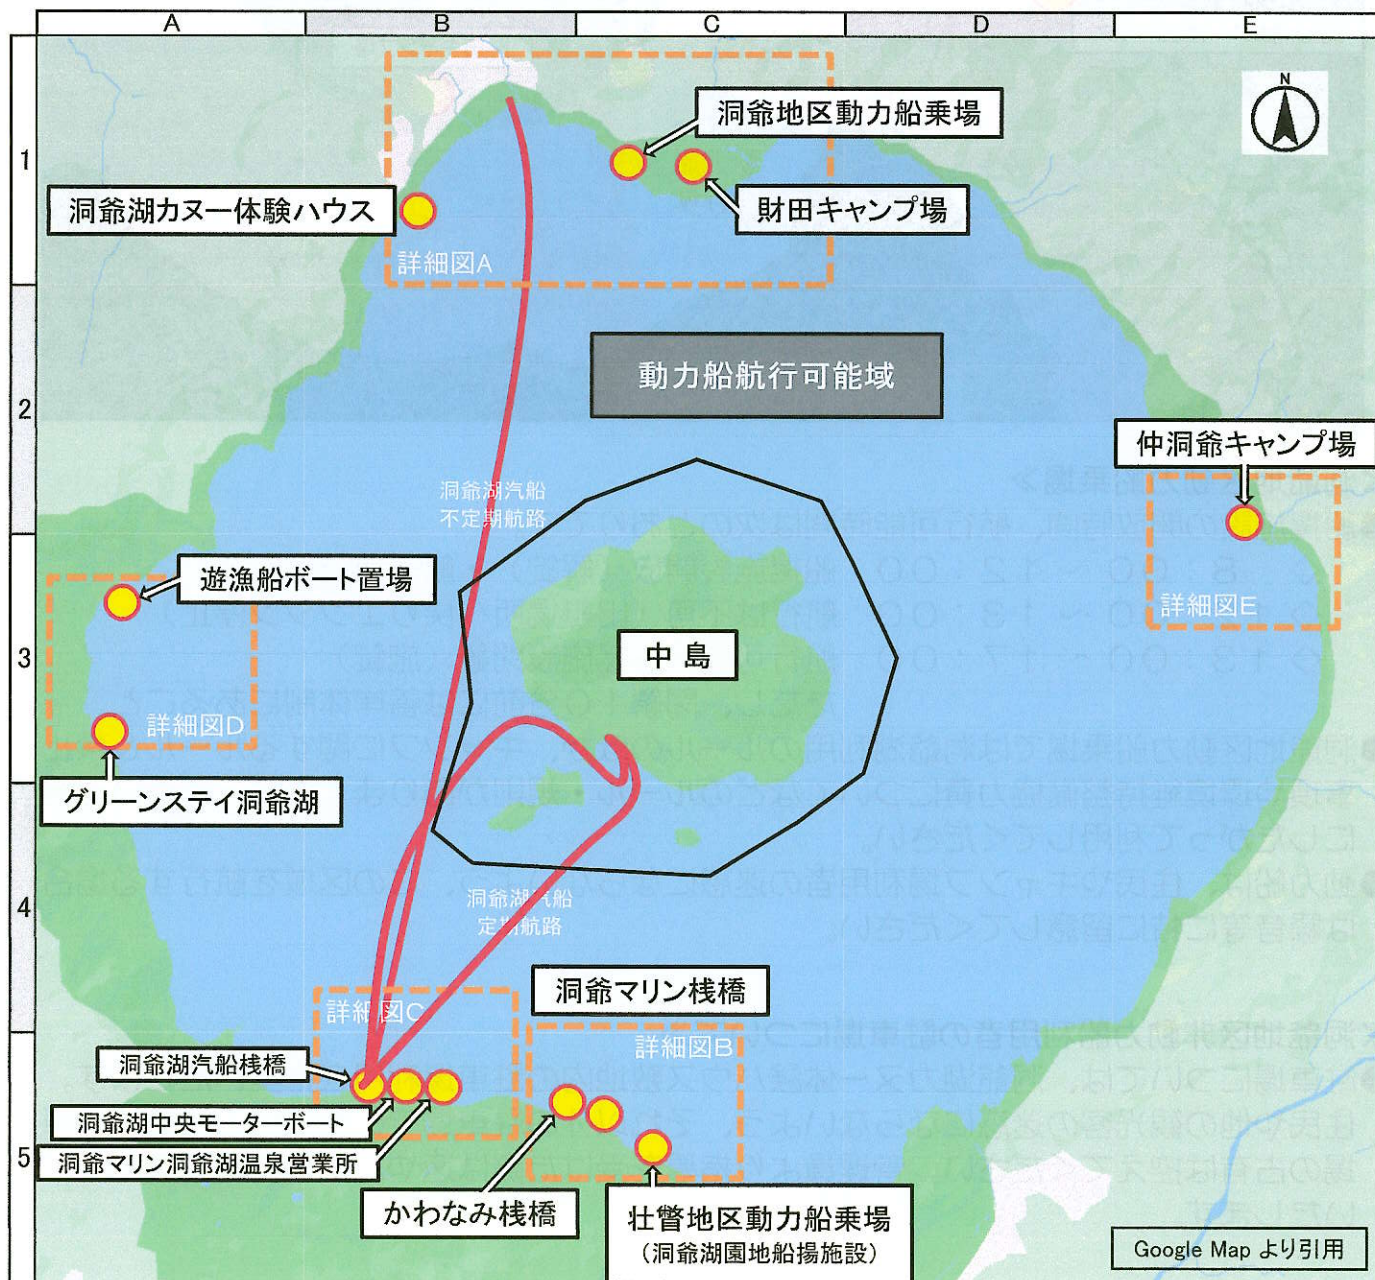 A B C D E
N
1
洞爺地区動力船乗場
洞爺湖カヌー体験ハウス
財田キャンプ場
詳細図A
動力船航行可能域
2
仲洞爺キャンプ場
洞爺湖汽船
不定期航路
遊漁船ボート置場
詳細図E
3
中島
詳細図D
グリーンステイ洞爺湖
4
洞爺湖汽船
定期航路
洞爺マリン桟橋
詳細図C
詳細図B
洞爺湖汽船桟橋
洞爺湖中央モーターボート
5
洞爺マリン洞爺湖温泉営業所
かわなみ桟橋
壮瞥地区動力船乗場
(洞爺湖園地船揚施設)
Google Map より引用